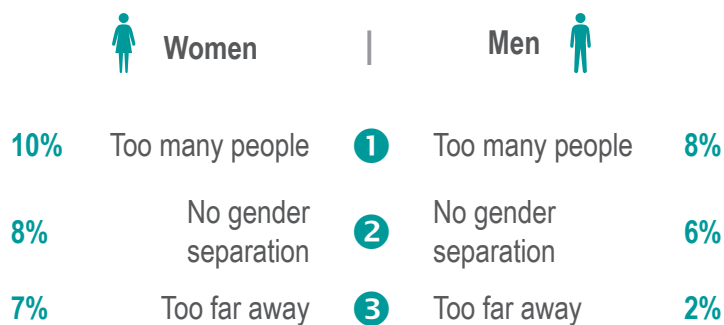 Women | Men
10% Too many people 1 Too many people 8%
8% No gender separation 2 No gender separation 6%
7% Too far away 3 Too far away 2%